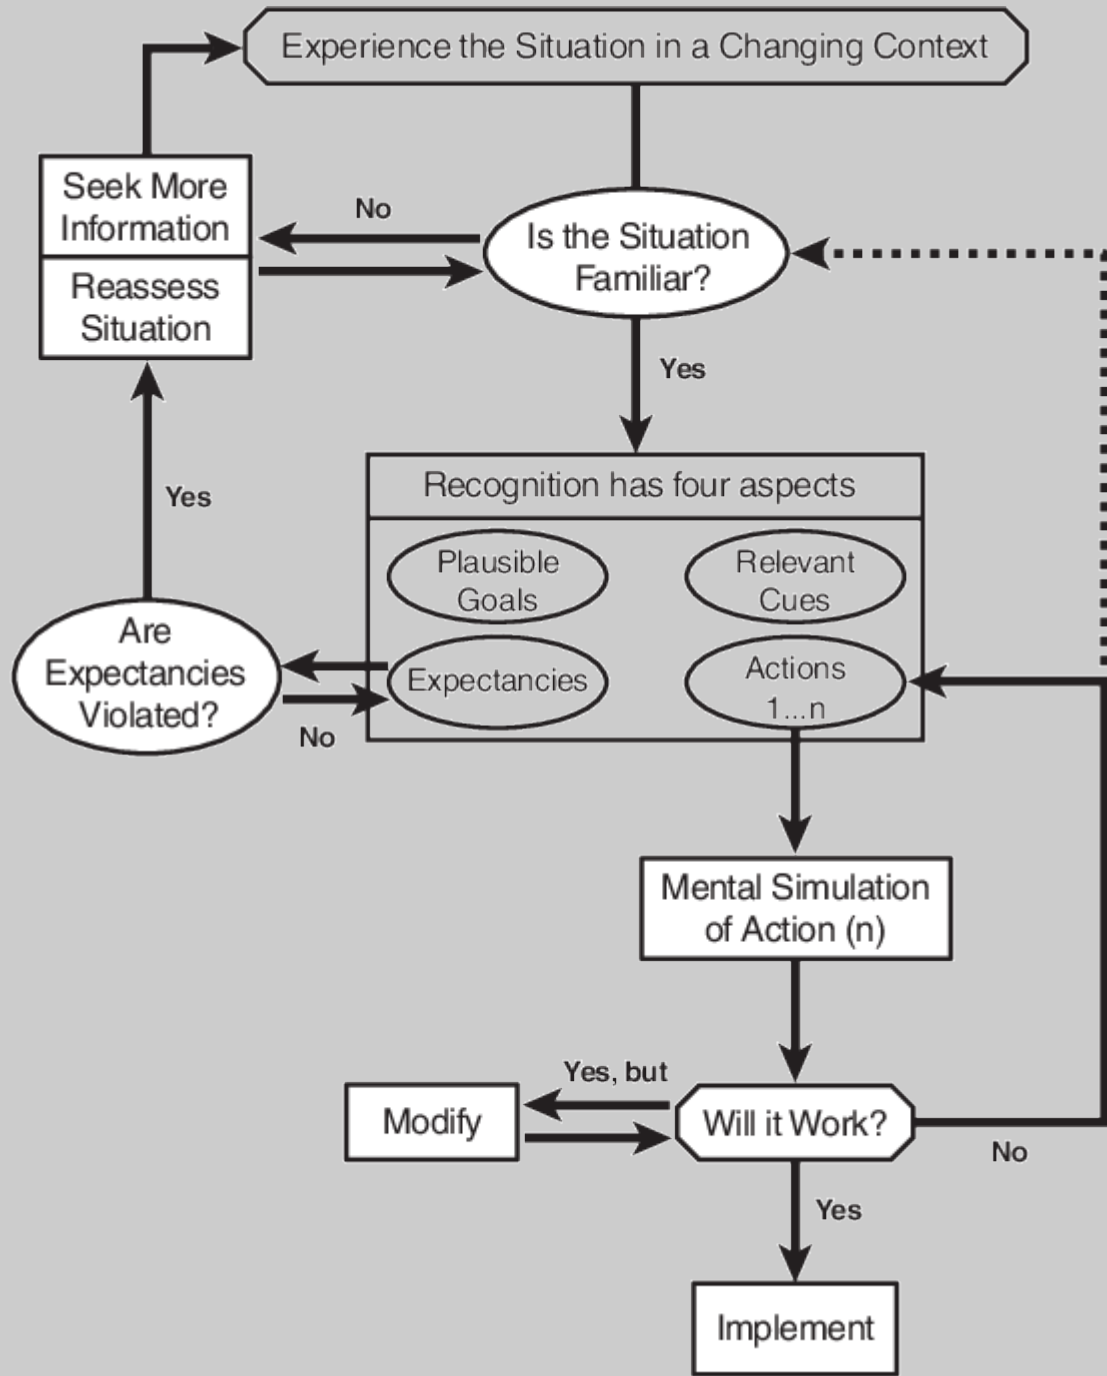 Experience the Situation in a Changing Context
Seek More
Information
Reassess
Situation
No
Is the Situation
Familiar?
Yes
Yes
Recognition has four aspects
Plausible
Goals
Relevant
Cues
Are
Expectancies
Violated?
No
Expectancies
Actions
1...n
Mental Simulation
of Action (n)
Yes, but
Modify
Will it Work?
No
Yes
Implement